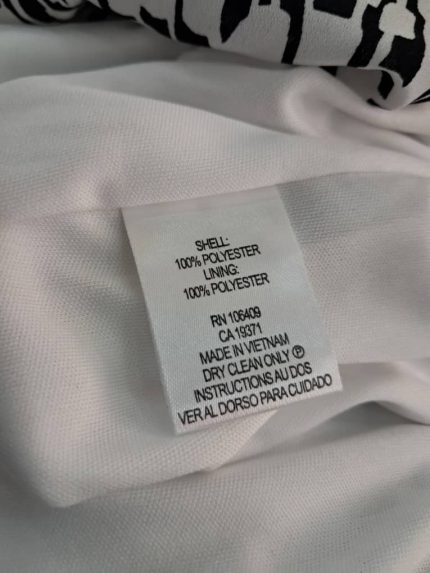 SHELL:
100% POLYESTER
LINING:
100% POLYESTER
RN 106409
CA 19371
MADE IN VIETNAM
DRY CLEAN ONLY Ⓟ
INSTRUCTIONS AU DOS
VER AL DORSO PARA CUIDADO